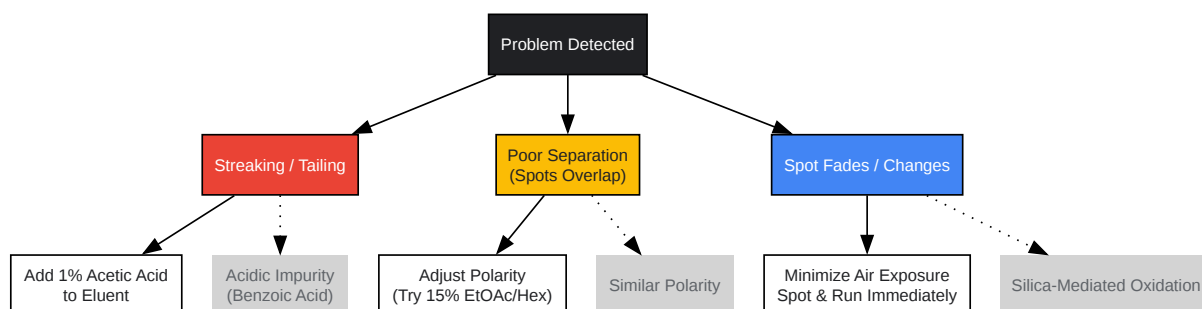 Problem Detected
Streaking / Tailing
Poor Separation
(Spots Overlap)
Spot Fades / Changes
Add 1% Acetic Acid
to Eluent
Acidic Impurity
(Benzoic Acid)
Adjust Polarity
(Try 15% EtOAc/Hex)
Similar Polarity
Minimize Air Exposure
Spot & Run Immediately
Silica-Mediated Oxidation